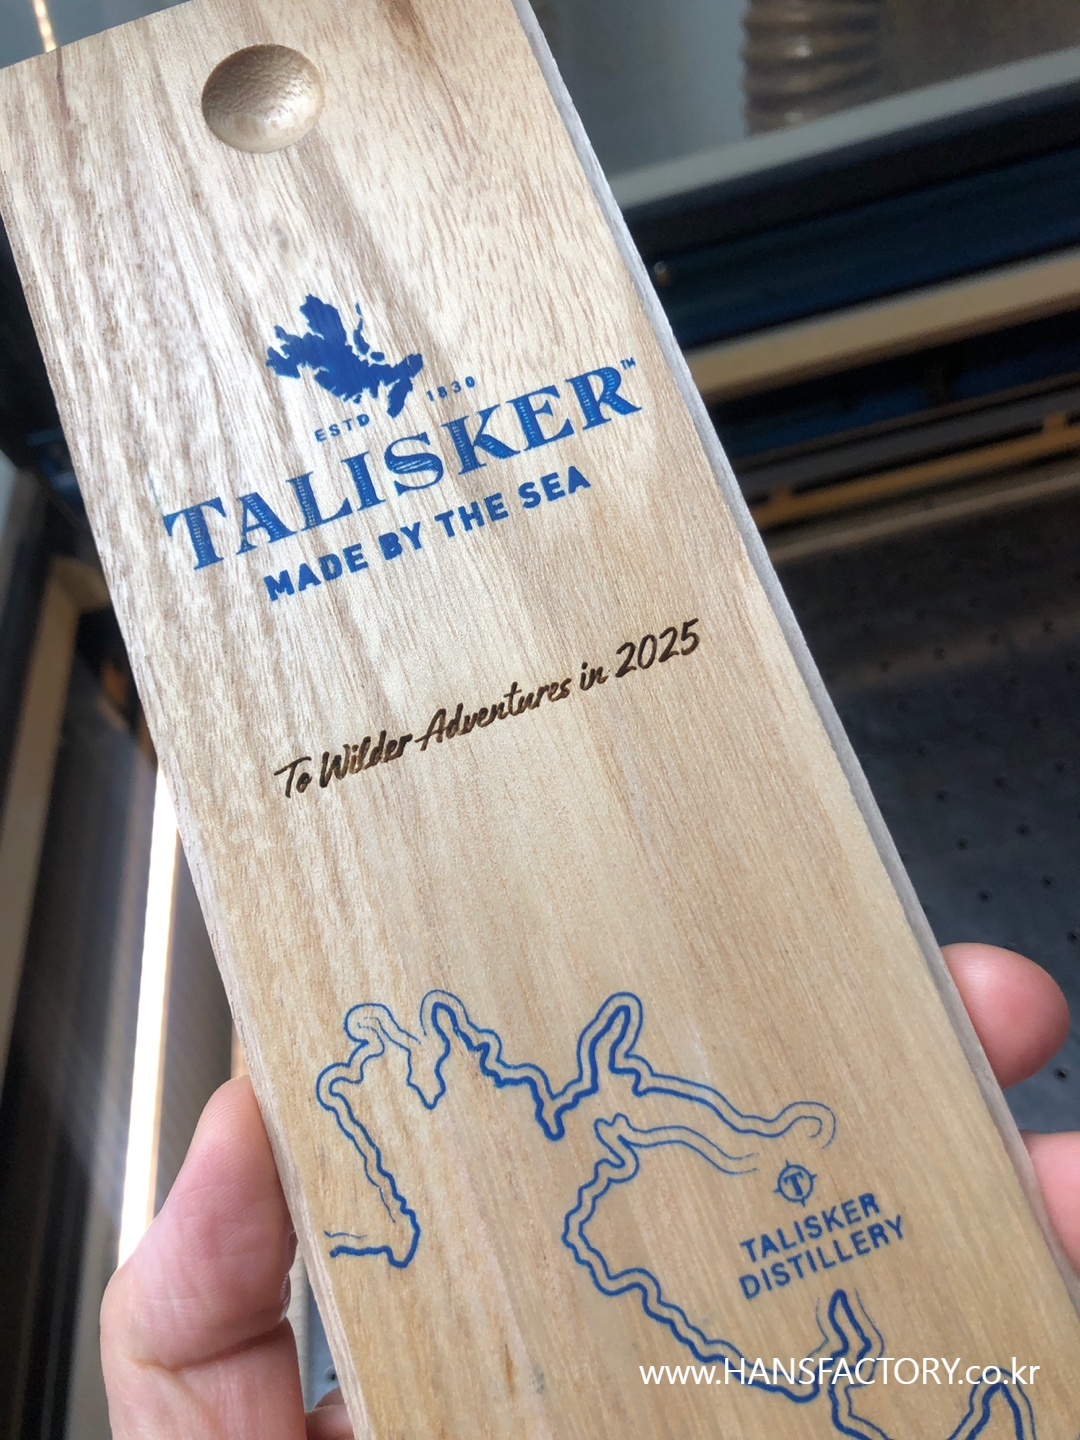 ESTD 1830
TALISKER™
MADE BY THE SEA
To Wilder Adventures in 2025
T
TALISKER
DISTILLERY
www.HANSFACTORY.co.kr